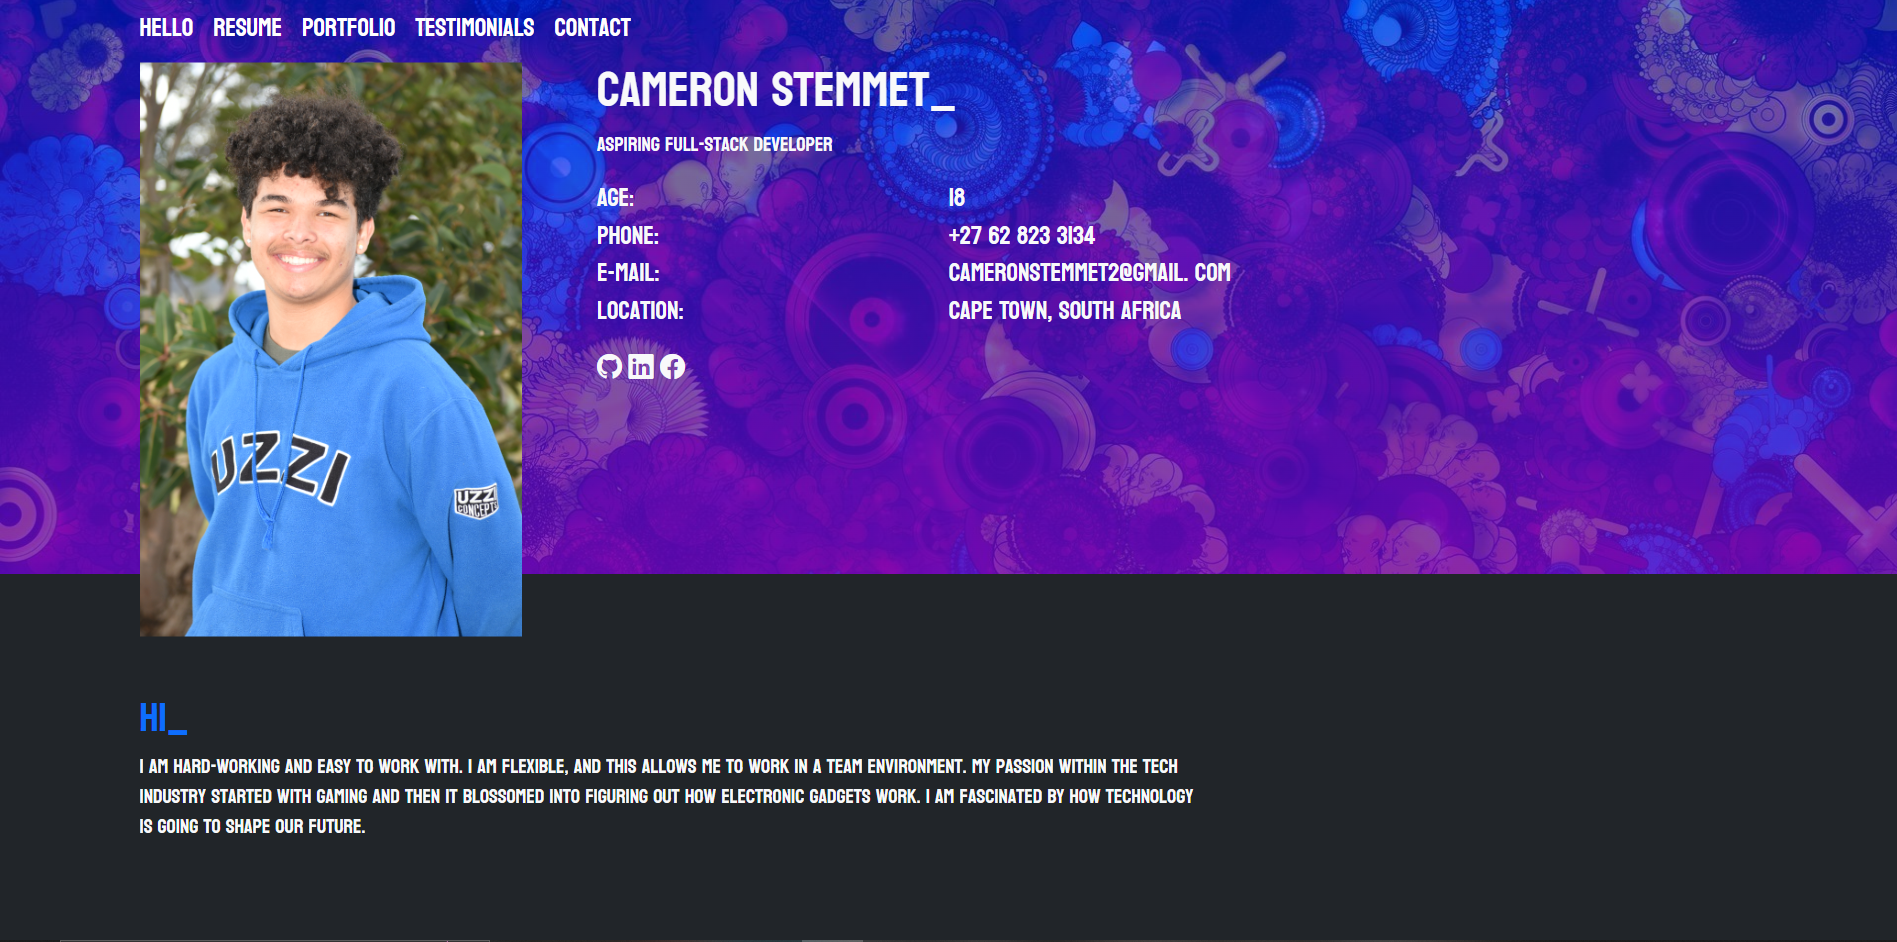 HELLO RESUME PORTFOLIO TESTIMONIALS CONTACT
CAMERON STEMMET_
ASPIRING FULL-STACK DEVELOPER
AGE: 18
PHONE: +27 62 823 3134
E-MAIL: CAMERONSTEMMET2@GMAIL. COM
LOCATION: CAPE TOWN, SOUTH AFRICA
in
UZZI
UZZI
CONCEPTS
HI_
I AM HARD-WORKING AND EASY TO WORK WITH. I AM FLEXIBLE, AND THIS ALLOWS ME TO WORK IN A TEAM ENVIRONMENT. MY PASSION WITHIN THE TECH
INDUSTRY STARTED WITH GAMING AND THEN IT BLOSSOMED INTO FIGURING OUT HOW ELECTRONIC GADGETS WORK. I AM FASCINATED BY HOW TECHNOLOGY
IS GOING TO SHAPE OUR FUTURE.